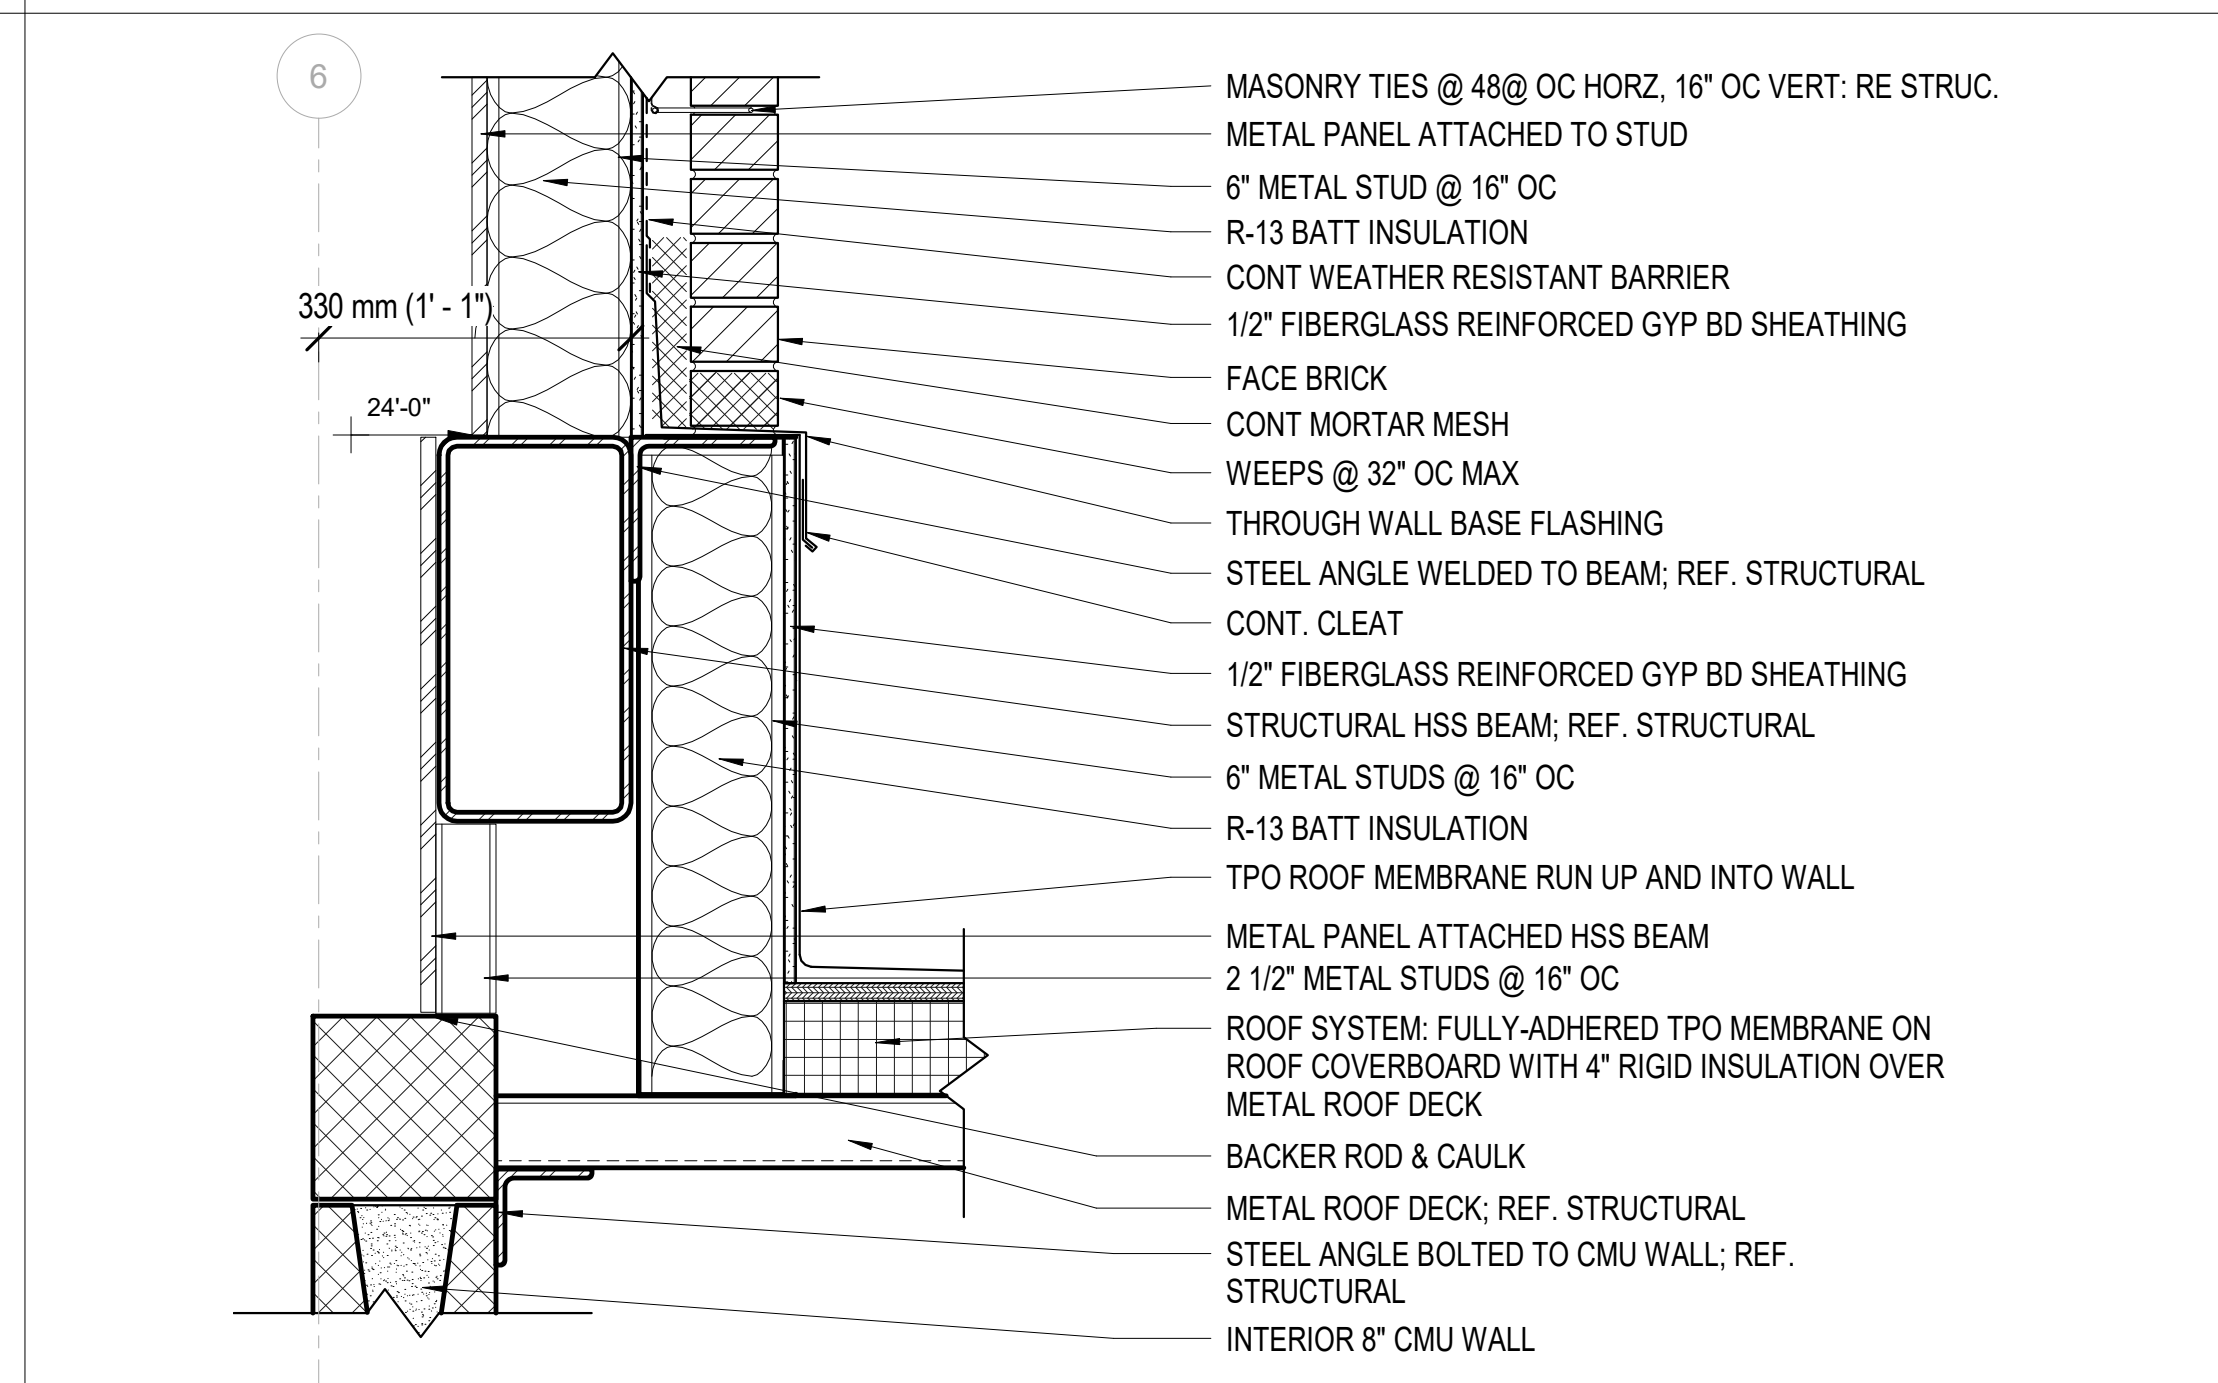 6
MASONRY TIES @ 48@ OC HORZ, 16" OC VERT: RE STRUC.
METAL PANEL ATTACHED TO STUD
6" METAL STUD @ 16" OC
R-13 BATT INSULATION
CONT WEATHER RESISTANT BARRIER
330 mm (1' - 1")
1/2" FIBERGLASS REINFORCED GYP BD SHEATHING
FACE BRICK
24'-0"
CONT MORTAR MESH
WEEPS @ 32" OC MAX
THROUGH WALL BASE FLASHING
STEEL ANGLE WELDED TO BEAM; REF. STRUCTURAL
CONT. CLEAT
1/2" FIBERGLASS REINFORCED GYP BD SHEATHING
STRUCTURAL HSS BEAM; REF. STRUCTURAL
6" METAL STUDS @ 16" OC
R-13 BATT INSULATION
TPO ROOF MEMBRANE RUN UP AND INTO WALL
METAL PANEL ATTACHED HSS BEAM
2 1/2" METAL STUDS @ 16" OC
ROOF SYSTEM: FULLY-ADHERED TPO MEMBRANE ON
ROOF COVERBOARD WITH 4" RIGID INSULATION OVER
METAL ROOF DECK
BACKER ROD & CAULK
METAL ROOF DECK; REF. STRUCTURAL
STEEL ANGLE BOLTED TO CMU WALL; REF.
STRUCTURAL
INTERIOR 8" CMU WALL